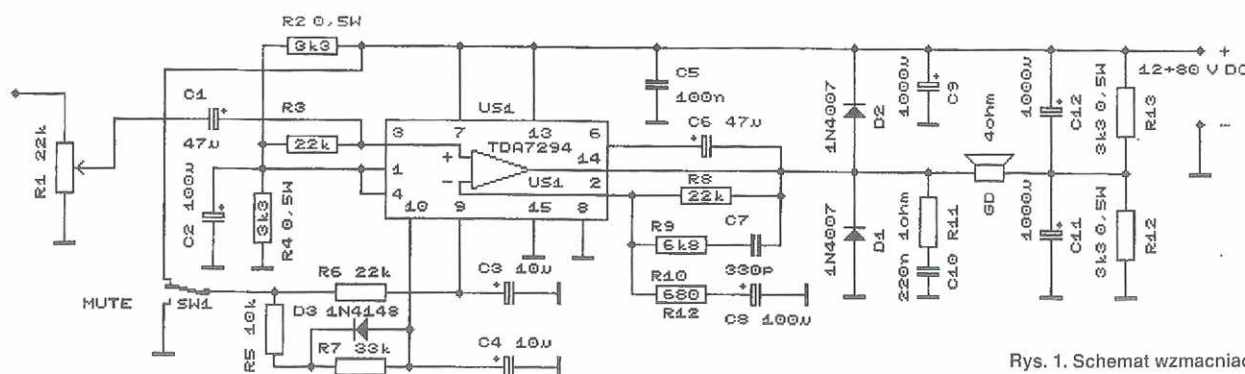 R2 0,5W
3k3
C1
47u
R3
22k
R1 22k
C2 100u
3k3
R4 0,5W
MUTE
SW1
R6 22k
D3 1N4148
R5 10k
R7 33k
US1
3
7
13
6
TDA7294
14
+
-
US1
1
4
2
10
9
15
8
C3 10u
C4 10u
C5
100n
C6 47u
R8
22k
R9
6k8
C7
330p
R10
680
R12
C8 100u
1N4007
D2
1N4007
D1
1000u
C9
220n 1ohm
C10 R11
4ohm
GD
1000u
C12
1000u
C11
3k3 0,5W
R13
3k3 0,5W
R12
+
12÷80 V DC
-
Rys. 1. Schemat wzmacniac